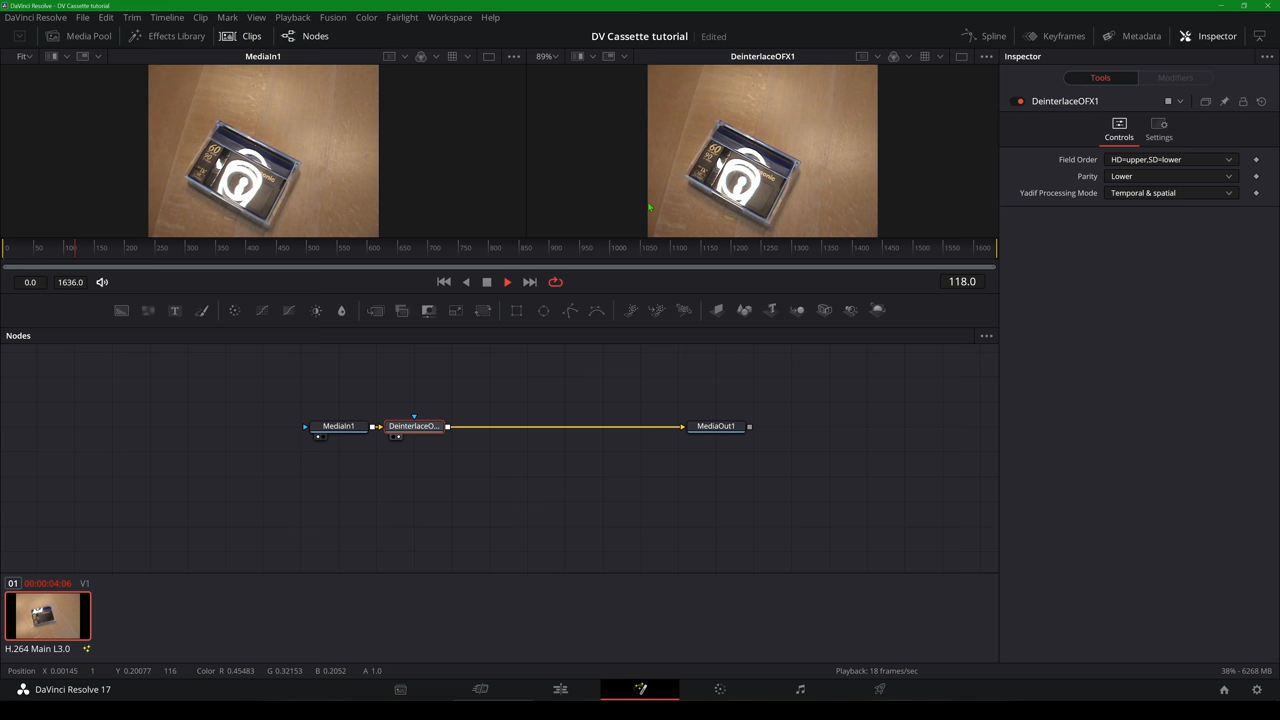 DaVinci Resolve - DV Cassette tutorial
DaVinci Resolve File Edit Trim Timeline Clip Mark View Playback Fusion Color Fairlight Workspace Help
Media Pool Effects Library Clips Nodes DV Cassette tutorial Edited Spline Keyframes Metadata Inspector
Fit MediaIn1 89% DeinterlaceOFX1 Inspector
Tools Modifiers
DeinterlaceOFX1
Controls Settings
Field Order HD=upper,SD=lower
Parity Lower
Yadif Processing Mode Temporal & spatial
60
90
60
90
0 50 100 150 200 250 300 350 400 450 500 550 600 650 700 750 800 850 900 950 1000 1050 1100 1150 1200 1250 1300 1350 1400 1450 1500 1550 1600
0.0 1636.0 118.0
Nodes
MediaIn1 DeinterlaceO... MediaOut1
01 00:00:04:06 V1
H.264 Main L3.0
Position X 0.00145 1 Y 0.20077 116 Color R 0.45483 G 0.32153 B 0.2052 A 1.0 Playback: 18 frames/sec 38% - 6268 MB
DaVinci Resolve 17